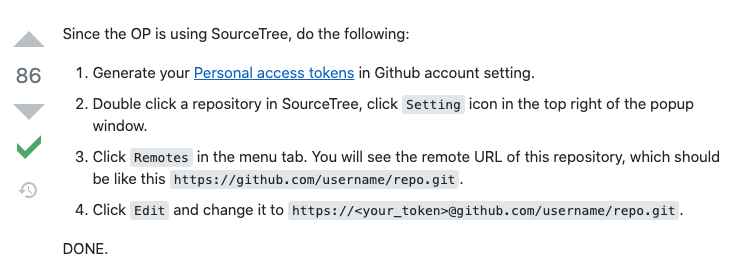 Since the OP is using SourceTree, do the following:
86
1. Generate your Personal access tokens in Github account setting.
2. Double click a repository in SourceTree, click Setting icon in the top right of the popup
window.
3. Click Remotes in the menu tab. You will see the remote URL of this repository, which should
be like this https://github.com/username/repo.git.
4. Click Edit and change it to https://<your_token>@github.com/username/repo.git.
DONE.